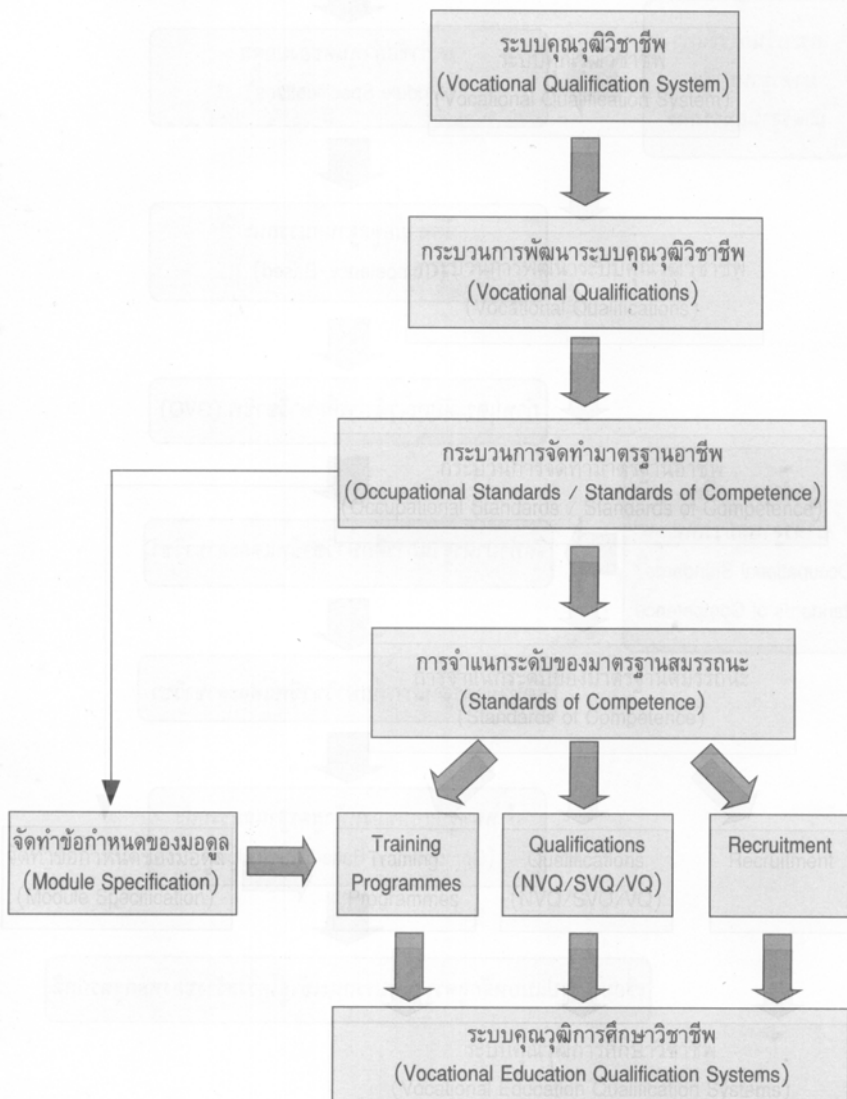 ระบบคุณวุฒิวิชาชีพ
(Vocational Qualification System)
กระบวนการพัฒนาระบบคุณวุฒิวิชาชีพ
(Vocational Qualifications)
กระบวนการจัดทำมาตรฐานอาชีพ
(Occupational Standards / Standards of Competence)
การจำแนกระดับของมาตรฐานสมรรถนะ
(Standards of Competence)
จัดทำข้อกำหนดของมอดูล
(Module Specification)
Training
Programmes
Qualifications
(NVQ/SVQ/VQ)
Recruitment
ระบบคุณวุฒิการศึกษาวิชาชีพ
(Vocational Education Qualification Systems)